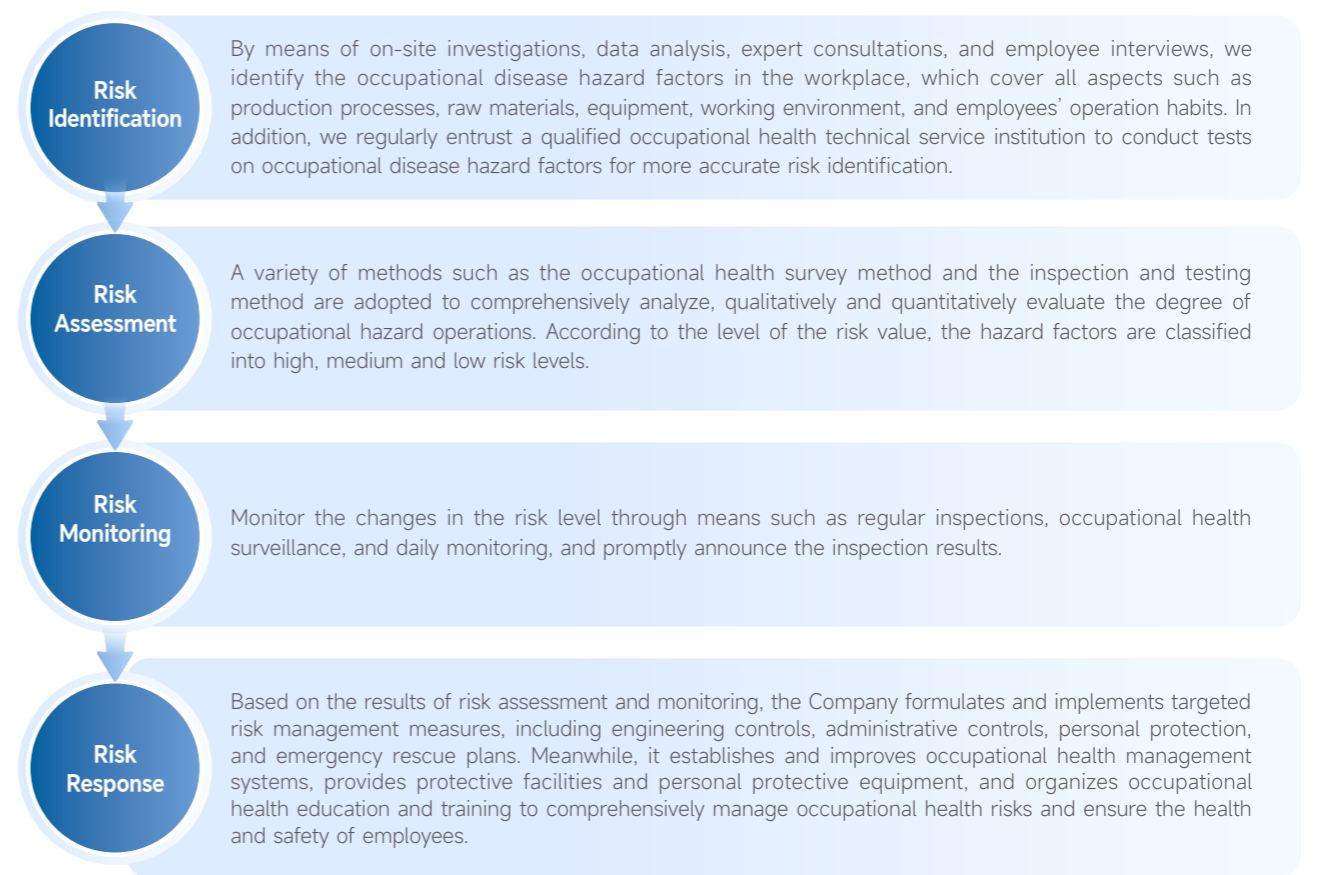 Risk
Identification
By means of on-site investigations, data analysis, expert consultations, and employee interviews, we
identify the occupational disease hazard factors in the workplace, which cover all aspects such as
production processes, raw materials, equipment, working environment, and employees' operation habits. In
addition, we regularly entrust a qualified occupational health technical service institution to conduct tests
on occupational disease hazard factors for more accurate risk identification.
Risk
Assessment
A variety of methods such as the occupational health survey method and the inspection and testing
method are adopted to comprehensively analyze, qualitatively and quantitatively evaluate the degree of
occupational hazard operations. According to the level of the risk value, the hazard factors are classified
into high, medium and low risk levels.
Risk
Monitoring
Monitor the changes in the risk level through means such as regular inspections, occupational health
surveillance, and daily monitoring, and promptly announce the inspection results.
Risk
Response
Based on the results of risk assessment and monitoring, the Company formulates and implements targeted
risk management measures, including engineering controls, administrative controls, personal protection,
and emergency rescue plans. Meanwhile, it establishes and improves occupational health management
systems, provides protective facilities and personal protective equipment, and organizes occupational
health education and training to comprehensively manage occupational health risks and ensure the health
and safety of employees.